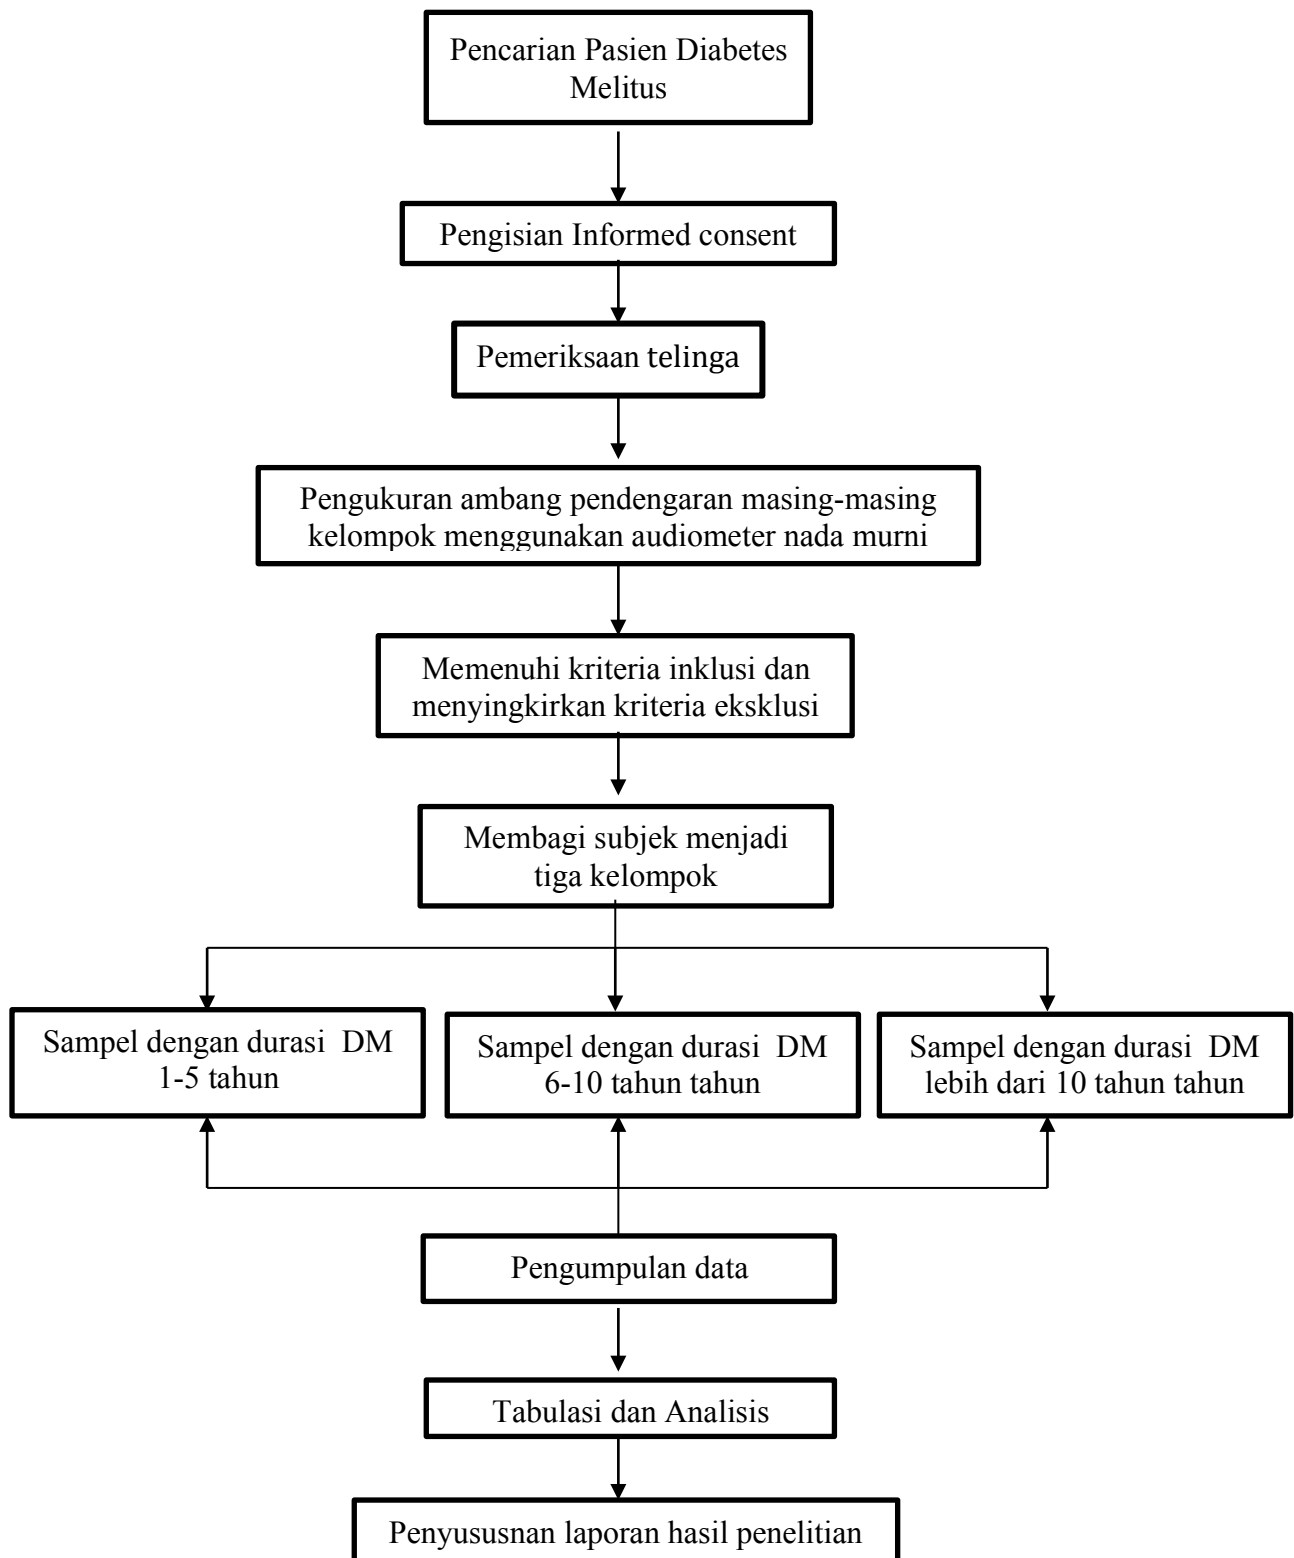 Pencarian Pasien Diabetes
Melitus
Pengisian Informed consent
Pemeriksaan telinga
Pengukuran ambang pendengaran masing-masing
kelompok menggunakan audiometer nada murni
Memenuhi kriteria inklusi dan
menyingkirkan kriteria eksklusi
Membagi subjek menjadi
tiga kelompok
Sampel dengan durasi  DM
1-5 tahun
Sampel dengan durasi  DM
6-10 tahun tahun
Sampel dengan durasi  DM
lebih dari 10 tahun tahun
Pengumpulan data
Tabulasi dan Analisis
Penyususnan laporan hasil penelitian